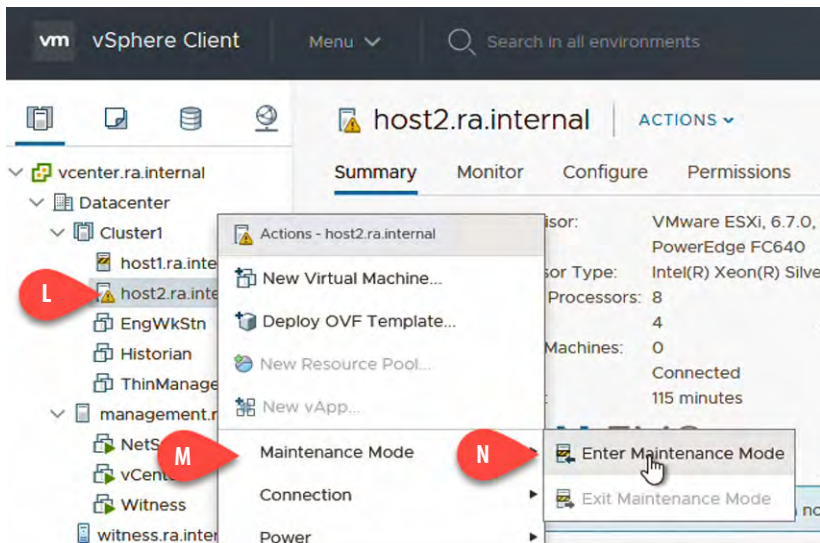 vm vSphere Client Menu Search in all environments
host2.ra.internal ACTIONS
Summary Monitor Configure Permissions
vcenter.ra.internal
Datacenter
Cluster1
host1.ra.inte
L host2.ra.inte
EngWkStn
Historian
ThinManage
management.r
NetS
vCent
Witness
witness.ra.inter
Actions - host2.ra.internal
New Virtual Machine...
Deploy OVF Template...
New Resource Pool...
New vApp...
M Maintenance Mode
Connection
Power
N Enter Maintenance Mode
Exit Maintenance Mode
isor: VMware ESXi, 6.7.0,
PowerEdge FC640
sor Type: Intel(R) Xeon(R) Silve
Processors: 8
4
Machines: 0
Connected
: 115 minutes
no